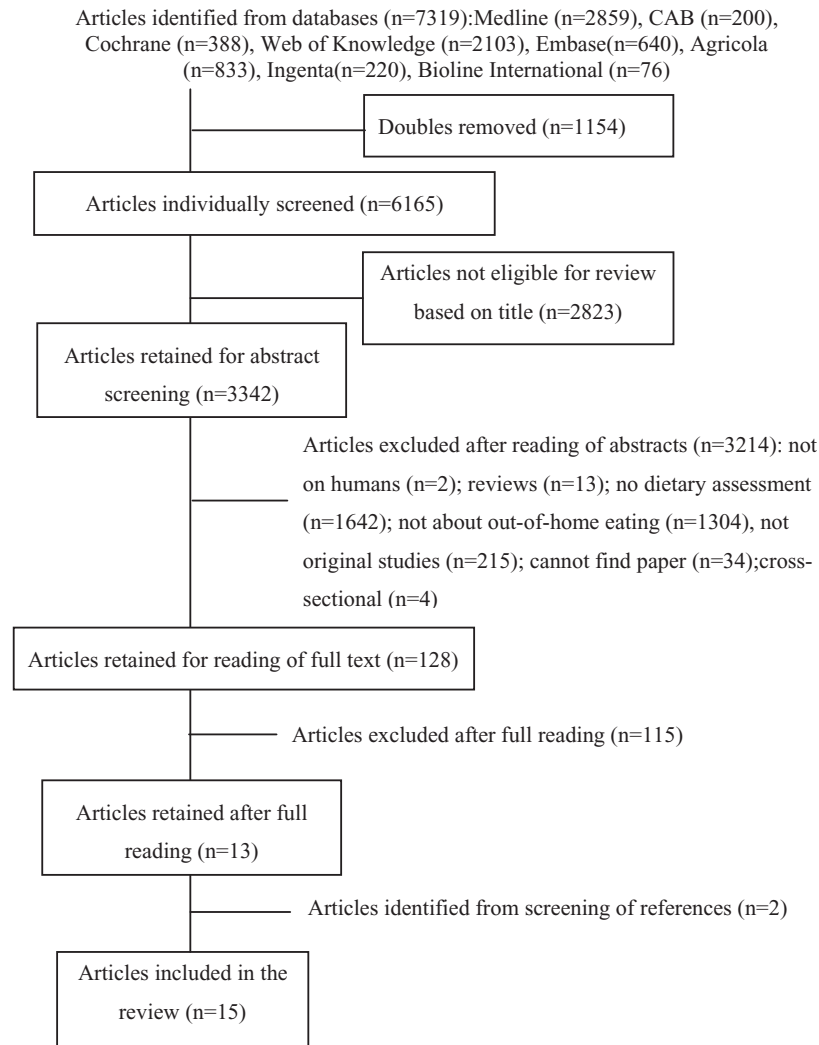 Articles identified from databases (n=7319):Medline (n=2859), CAB (n=200),
Cochrane (n=388), Web of Knowledge (n=2103), Embase(n=640), Agricola
(n=833), Ingenta(n=220), Bioline International (n=76)
Doubles removed (n=1154)
Articles individually screened (n=6165)
Articles not eligible for review
based on title (n=2823)
Articles retained for abstract
screening (n=3342)
Articles excluded after reading of abstracts (n=3214): not
on humans (n=2); reviews (n=13); no dietary assessment
(n=1642); not about out-of-home eating (n=1304), not
original studies (n=215); cannot find paper (n=34);cross-
sectional (n=4)
Articles retained for reading of full text (n=128)
Articles excluded after full reading (n=115)
Articles retained after full
reading (n=13)
Articles identified from screening of references (n=2)
Articles included in the
review (n=15)